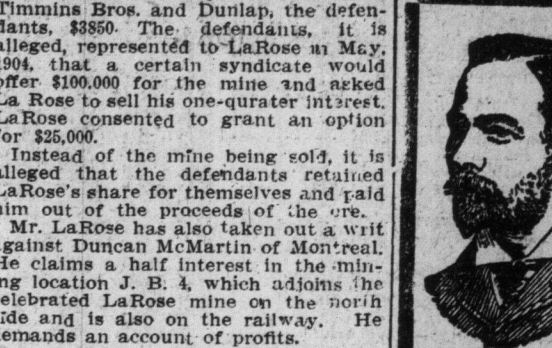 Timmins Bros. and Dunlap, the defen-
dants, $3850. The defendants, it is
alleged, represented to LaRose in May,
1904, that a certain syndicate would
offer $100.000 for the mine and asked
La Rose to sell his one-qurater interest.
LaRose consented to grant an option
for $25,000.
Instead of the mine being sold, it is
alleged that the defendants retained
LaRose's share for themselves and paid
him out of the proceeds of the ore.
Mr. LaRose has also taken out a writ
against Duncan McMartin of Montreal.
He claims a half interest in the min-
ing location J. B. 4, which adjoins the
celebrated LaRose mine on the north
side and is also on the railway. He
demands an account of profits.